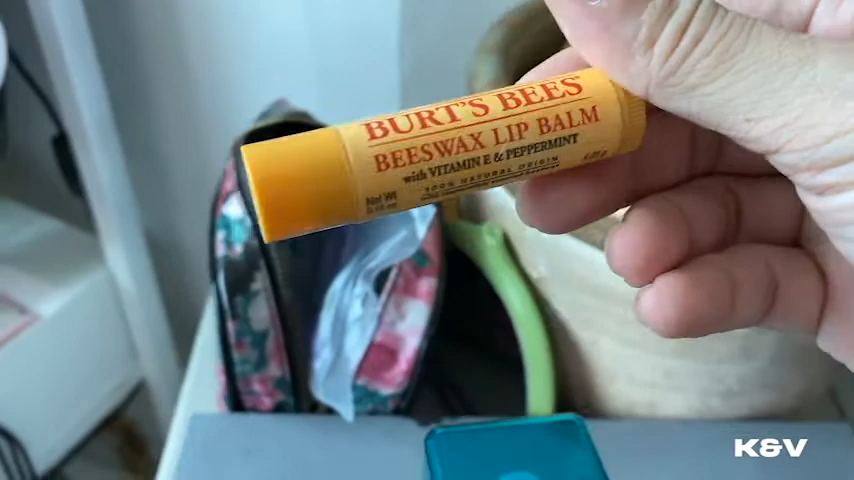 BURT'S BEES
BEESWAX LIP BALM
with VITAMIN E & PEPPERMINT
100% NATURAL ORIGIN
Net Wt
K&V